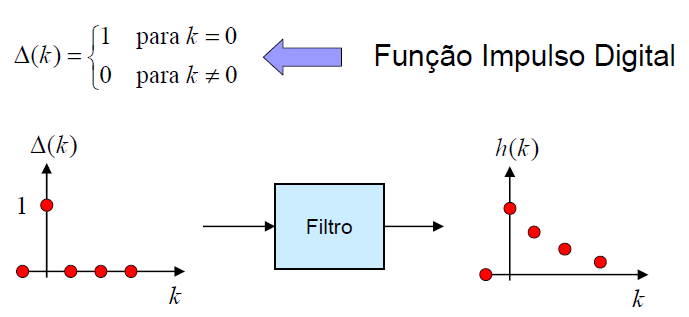 Δ(k) = { 1 para k = 0
0 para k ≠ 0
Função Impulso Digital
Δ(k)
1
k
Filtro
h(k)
k